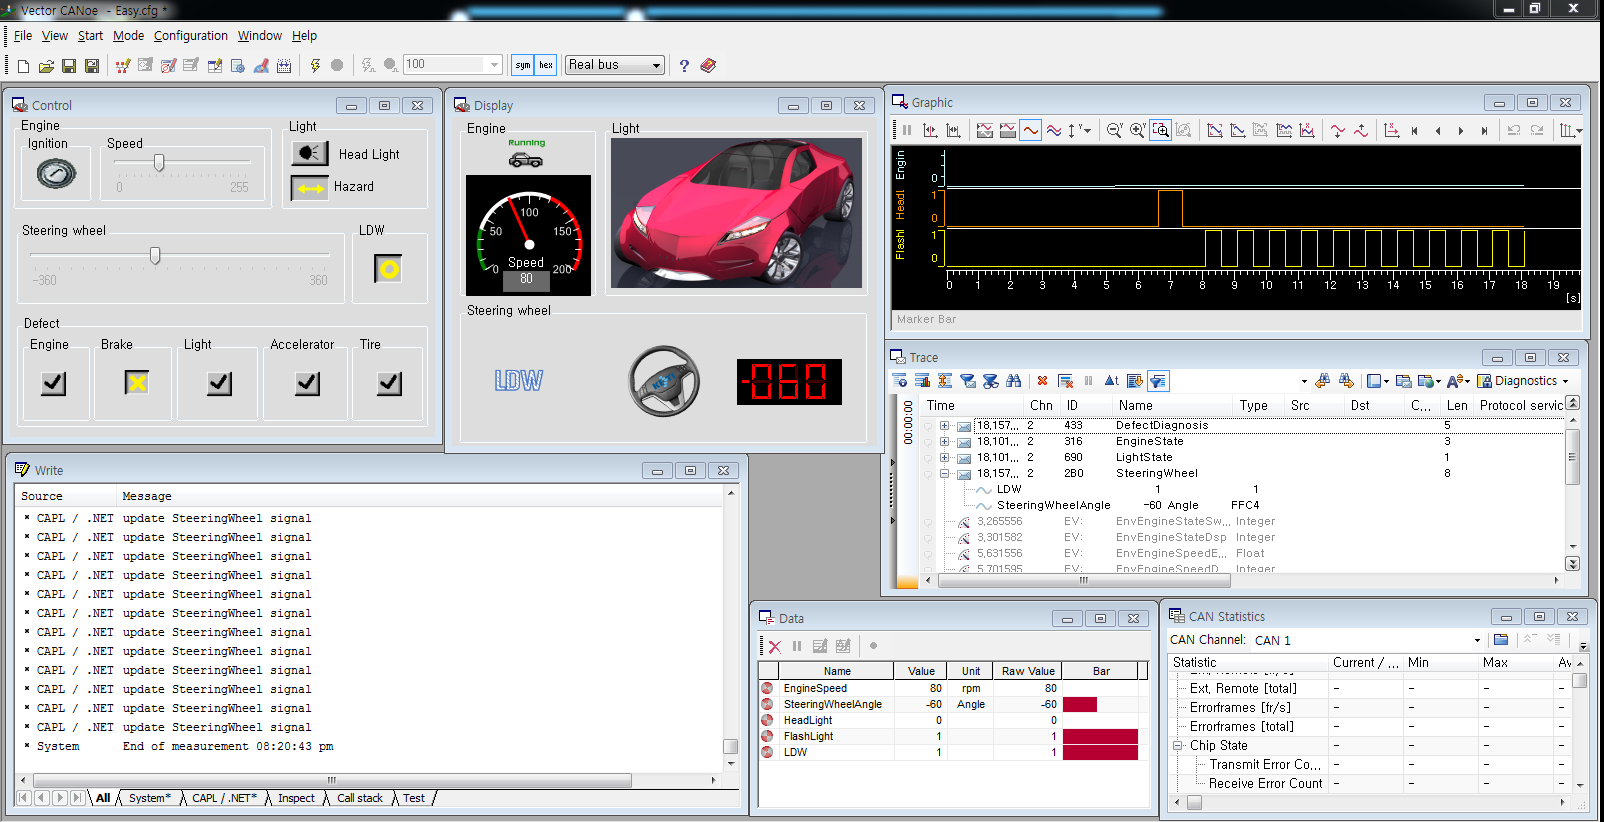 Vector CANoe - Easy.cfg *
File View Start Mode Configuration Window Help
100
sym hex
Real bus
Control
Engine
Ignition
Speed
0 255
Light
Head Light
Hazard
Steering wheel
-360 360
LDW
Defect
Engine
Brake
Light
Accelerator
Tire
Display
Engine
Running
0 50 100 150 200
Speed
80
Light
Steering wheel
LDW
-060
Graphic
Engin
0
Headl
1
0
Flashl
1
0
0 1 2 3 4 5 6 7 8 9 10 11 12 13 14 15 16 17 18 19
[s]
Marker Bar
Trace
Diagnostics
00:00:00
Time Chn ID Name Type Src Dst C... Len Protocol servic
18,157... 2 433 DefectDiagnosis 5
18,101... 2 316 EngineState 3
18,101... 2 690 LightState 1
18,157... 2 2B0 SteeringWheel 8
LDW 1 1
SteeringWheelAngle -60 Angle FFC4
3,265556 EV: EnvEngineStateSw... Integer
3,301582 EV: EnvEngineStateDsp Integer
5,631556 EV: EnvEngineSpeedE... Float
5,701595 EV: EnvEngineSpeedD... Integer
Write
Source Message
CAPL / .NET update SteeringWheel signal
CAPL / .NET update SteeringWheel signal
CAPL / .NET update SteeringWheel signal
CAPL / .NET update SteeringWheel signal
CAPL / .NET update SteeringWheel signal
CAPL / .NET update SteeringWheel signal
CAPL / .NET update SteeringWheel signal
CAPL / .NET update SteeringWheel signal
CAPL / .NET update SteeringWheel signal
CAPL / .NET update SteeringWheel signal
CAPL / .NET update SteeringWheel signal
CAPL / .NET update SteeringWheel signal
System End of measurement 08:20:43 pm
All System* CAPL / .NET* Inspect Call stack Test
Data
Name Value Unit Raw Value Bar
EngineSpeed 80 rpm 80
SteeringWheelAngle -60 Angle -60
HeadLight 0 0
FlashLight 1 1
LDW 1 1
CAN Statistics
CAN Channel: CAN 1
Statistic Current / ... Min Max Av
Ext. Remote [total] - - - -
Errorframes [fr/s] - - - -
Errorframes [total] - - - -
Chip State - - - -
Transmit Error Co... - - - -
Receive Error Count - - - -